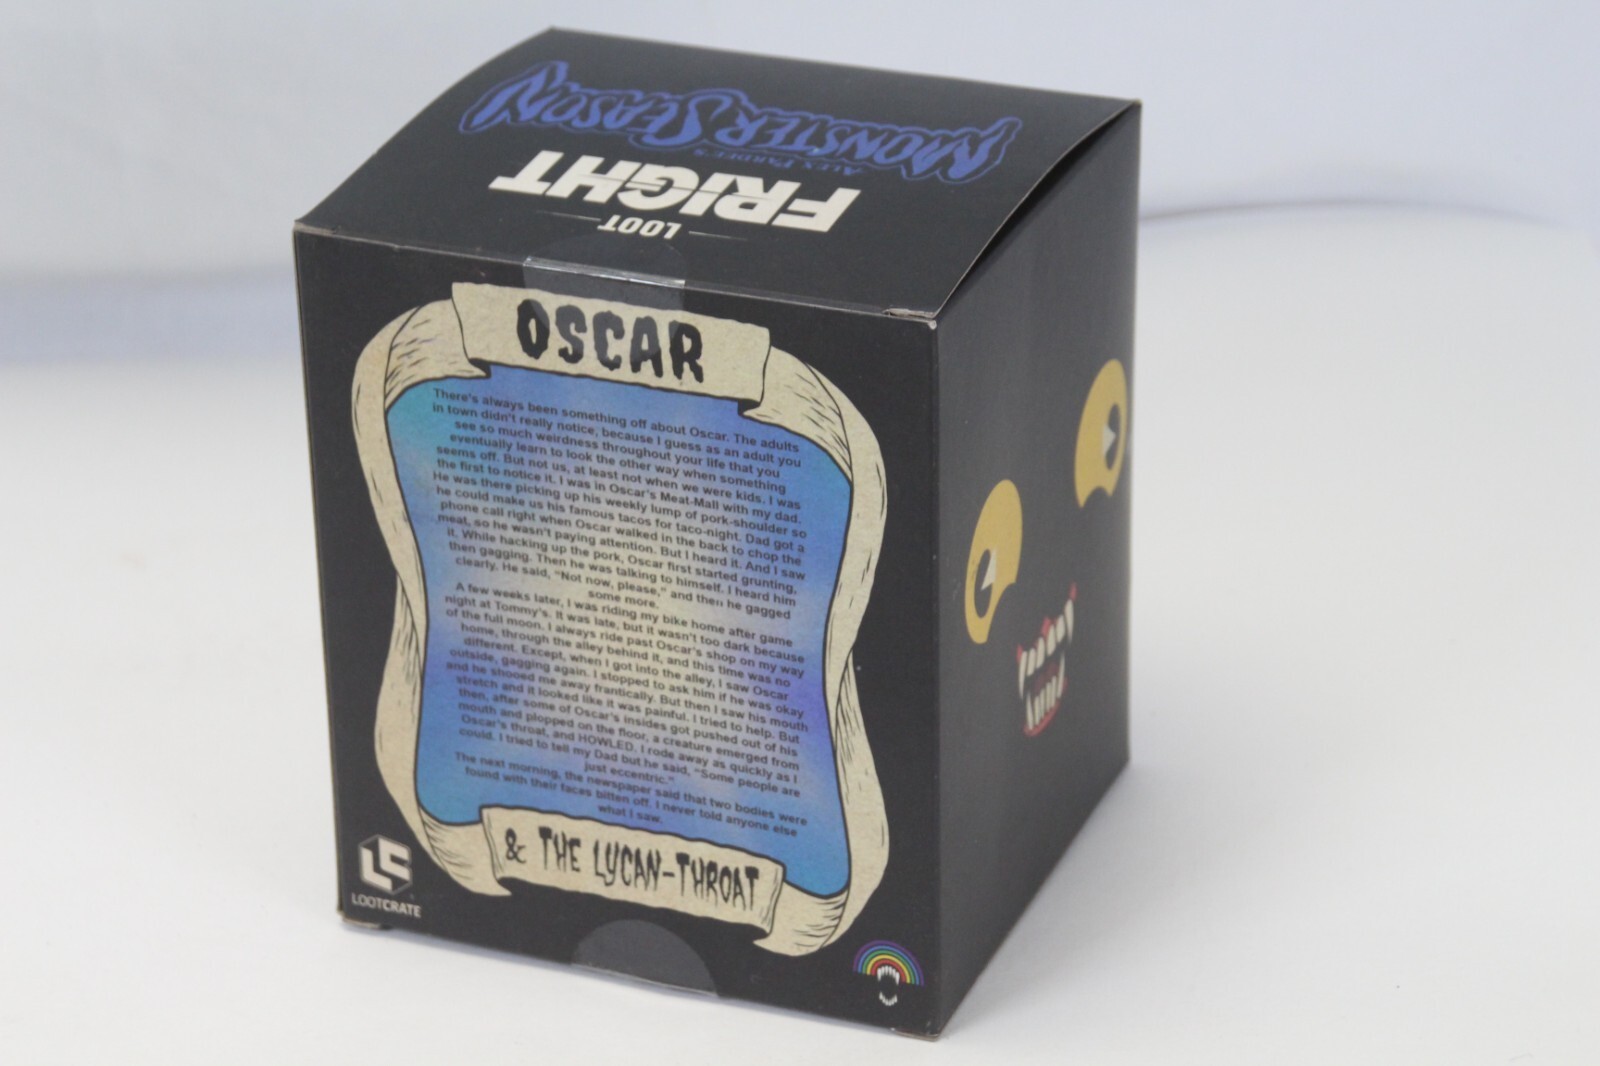 MONSTER SEASON
ALEX PARDEE'S
FRIGHT
LOOT
OSCAR
There's always been something off about Oscar. The adults
in town didn't really notice, because I guess as an adult you
see so much weirdness throughout your life that you
eventually learn to look the other way when something
seems off. But not us, at least not when we were kids. I was
the first to notice it. I was in Oscar's Meat-Mall with my dad.
He was there picking up his weekly lump of pork-shoulder so
he could make us his famous tacos for taco-night. Dad got a
phone call right when Oscar walked in the back to chop the
meat, so he wasn't paying attention. But I heard it. And I saw
it. While hacking up the pork, Oscar first started grunting,
then gagging. Then he was talking to himself. I heard him
clearly. He said, "Not now, please," and then he gagged
some more.
A few weeks later, I was riding my bike home after game
night at Tommy's. It was late, but it wasn't too dark because
of the full moon. I always ride past Oscar's shop on my way
home, through the alley behind it, and this time was no
different. Except, when I got into the alley, I saw Oscar
outside, gagging again. I stopped to ask him if he was okay
and he shooed me away frantically. But then I saw his mouth
stretch and it looked like it was painful. I tried to help. But
then, after some of Oscar's insides got pushed out of his
mouth and plopped on the floor, a creature emerged from
Oscar's throat, and HOWLED. I rode away as quickly as I
could. I tried to tell my Dad but he said, "Some people are
just eccentric."
The next morning, the newspaper said that two bodies were
found with their faces bitten off. I never told anyone else
what I saw.
& THE LYCAN-THROAT
LC
LOOTCRATE